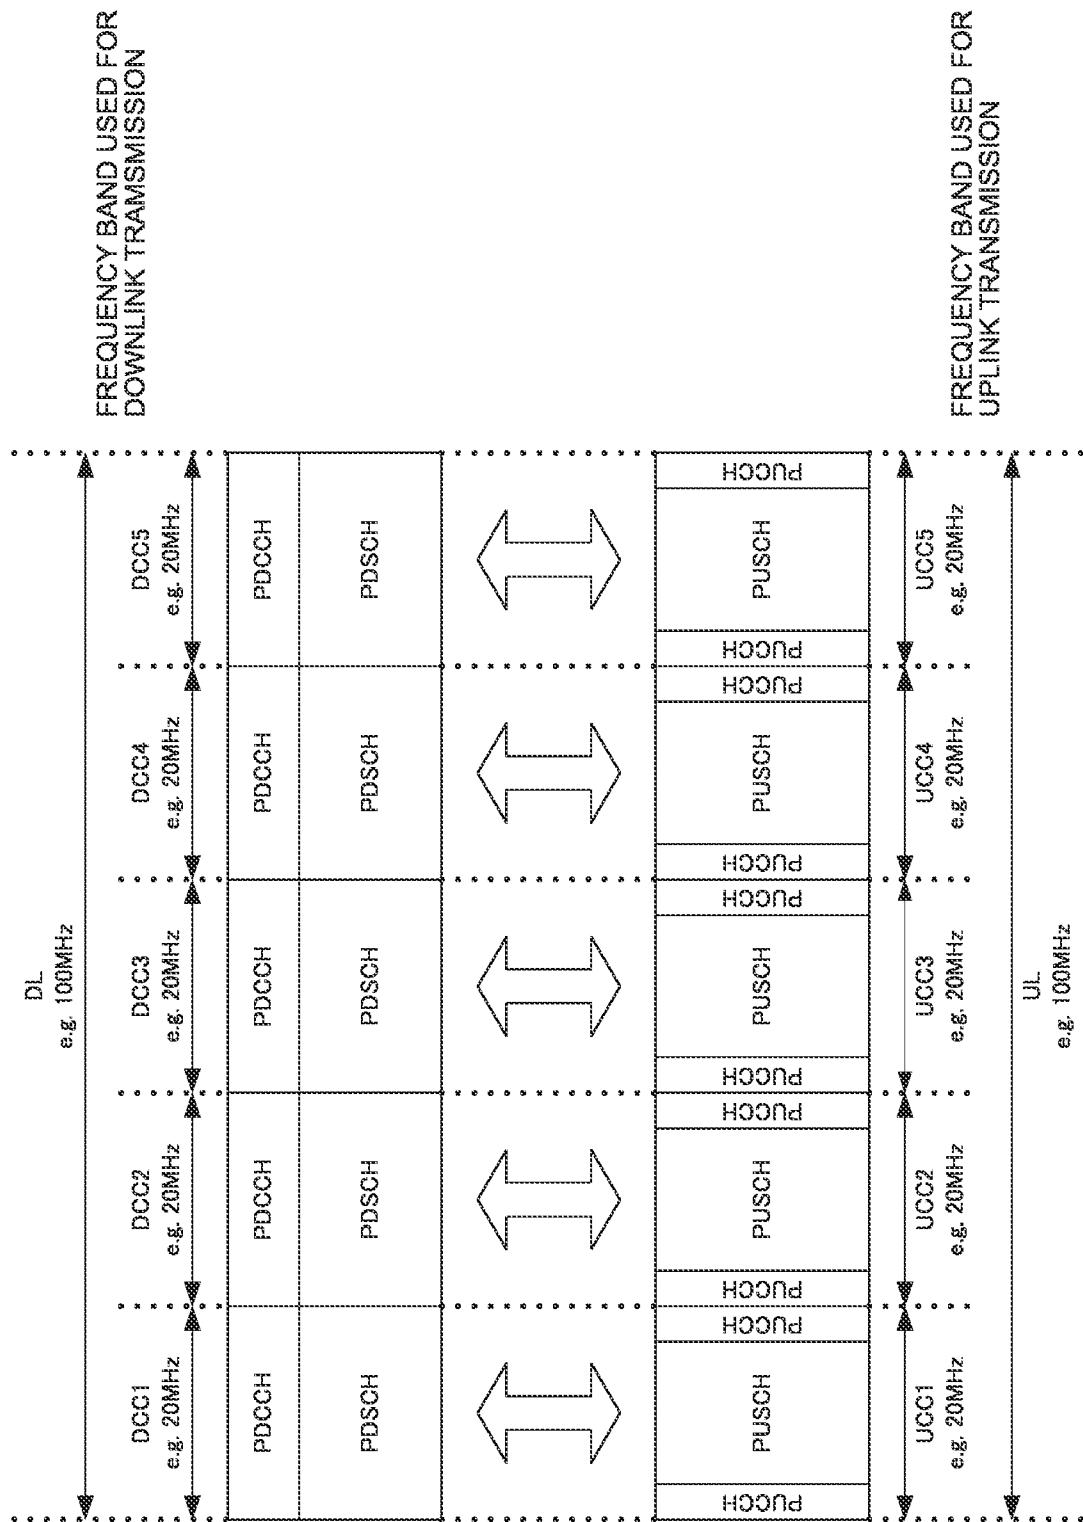 DL
e.g. 100MHz
DCC1
e.g. 20MHz
DCC2
e.g. 20MHz
DCC3
e.g. 20MHz
DCC4
e.g. 20MHz
DCC5
e.g. 20MHz
FREQUENCY BAND USED FOR
DOWNLINK TRAMSMISSION
PDCCH
PDCCH
PDCCH
PDCCH
PDCCH
PDSCH
PDSCH
PDSCH
PDSCH
PDSCH
PUCCH
PUSCH
PUCCH
PUCCH
PUSCH
PUCCH
PUCCH
PUSCH
PUCCH
PUCCH
PUSCH
PUCCH
PUCCH
PUSCH
PUCCH
UCC1
e.g. 20MHz
UCC2
e.g. 20MHz
UCC3
e.g. 20MHz
UCC4
e.g. 20MHz
UCC5
e.g. 20MHz
FREQUENCY BAND USED FOR
UPLINK TRANSMISSION
UL
e.g. 100MHz